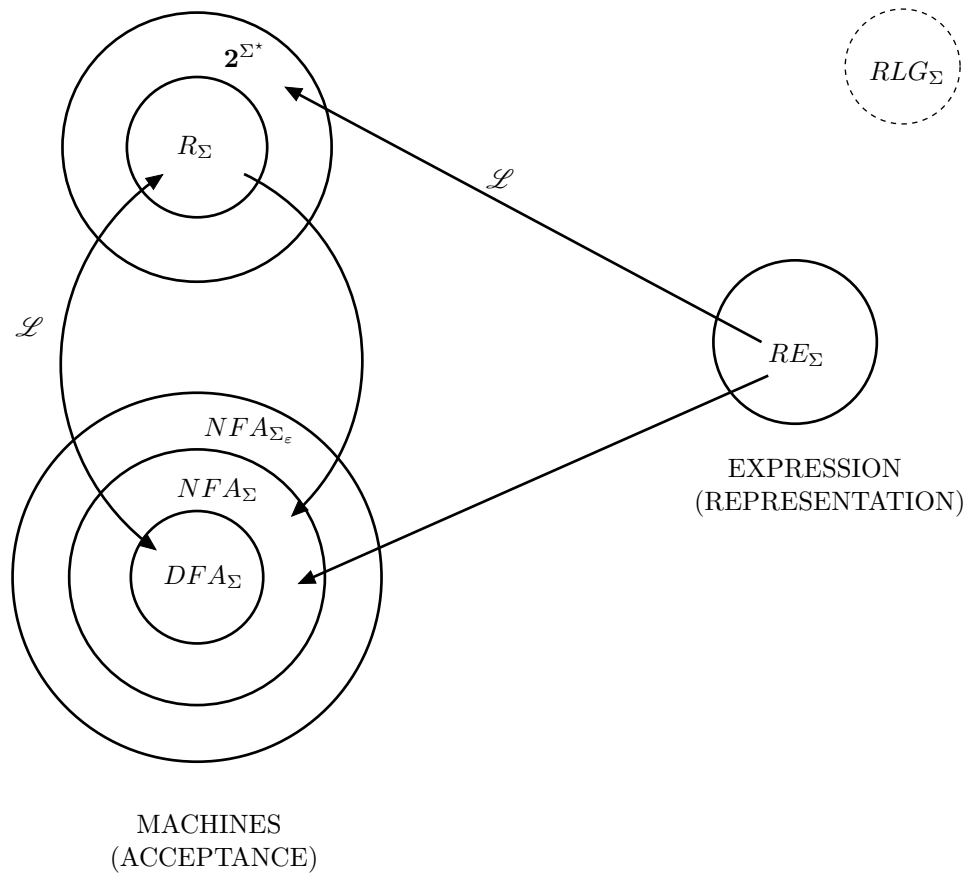 2^{Σ*}
RLG_Σ
R_Σ
ℒ
ℒ
RE_Σ
NFA_{Σ_ε}
EXPRESSION
(REPRESENTATION)
NFA_Σ
DFA_Σ
MACHINES
(ACCEPTANCE)